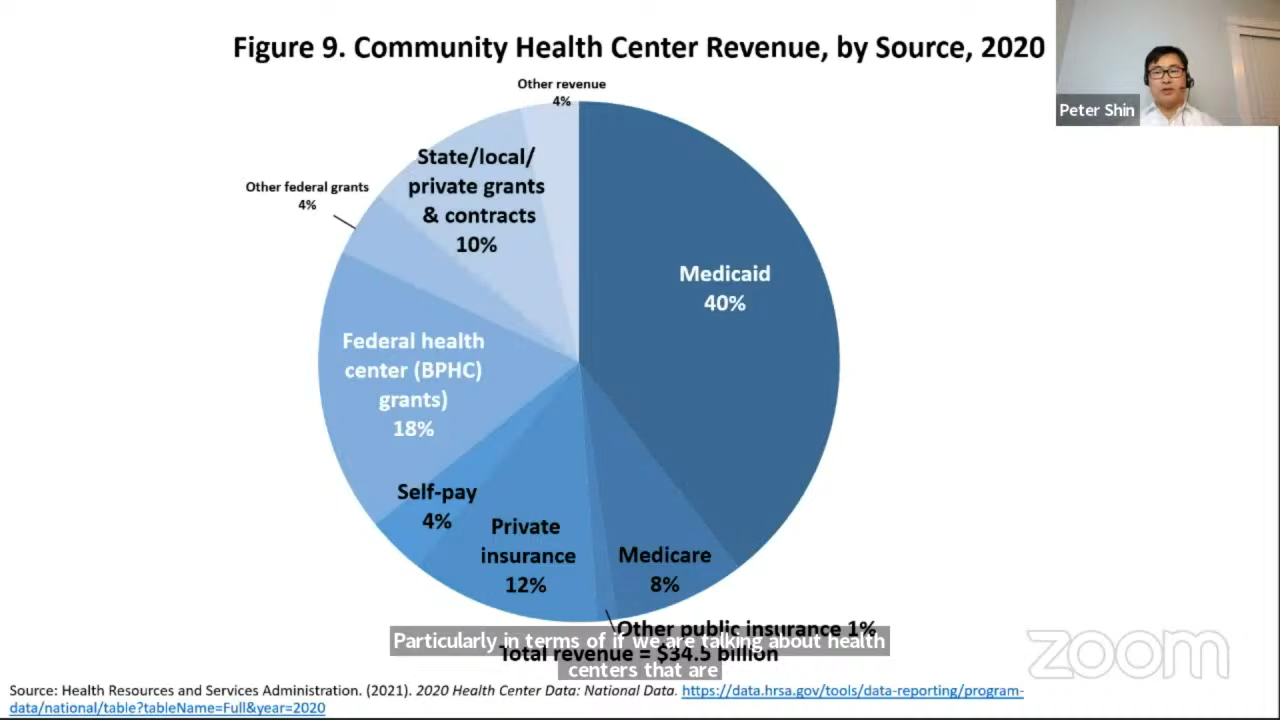 Figure 9. Community Health Center Revenue, by Source, 2020
Peter Shin
Other revenue
4%
State/local/
private grants
& contracts
10%
Other federal grants
4%
Medicaid
40%
Federal health
center (BPHC)
grants)
18%
Self-pay
4%
Private
insurance
12%
Medicare
8%
Other public insurance 1%
Total revenue = $34.5 billion
Particularly in terms of if we are talking about health
centers that are
zoom
Source: Health Resources and Services Administration. (2021). 2020 Health Center Data: National Data. https://data.hrsa.gov/tools/data-reporting/program-
data/national/table?tableName=Full&year=2020